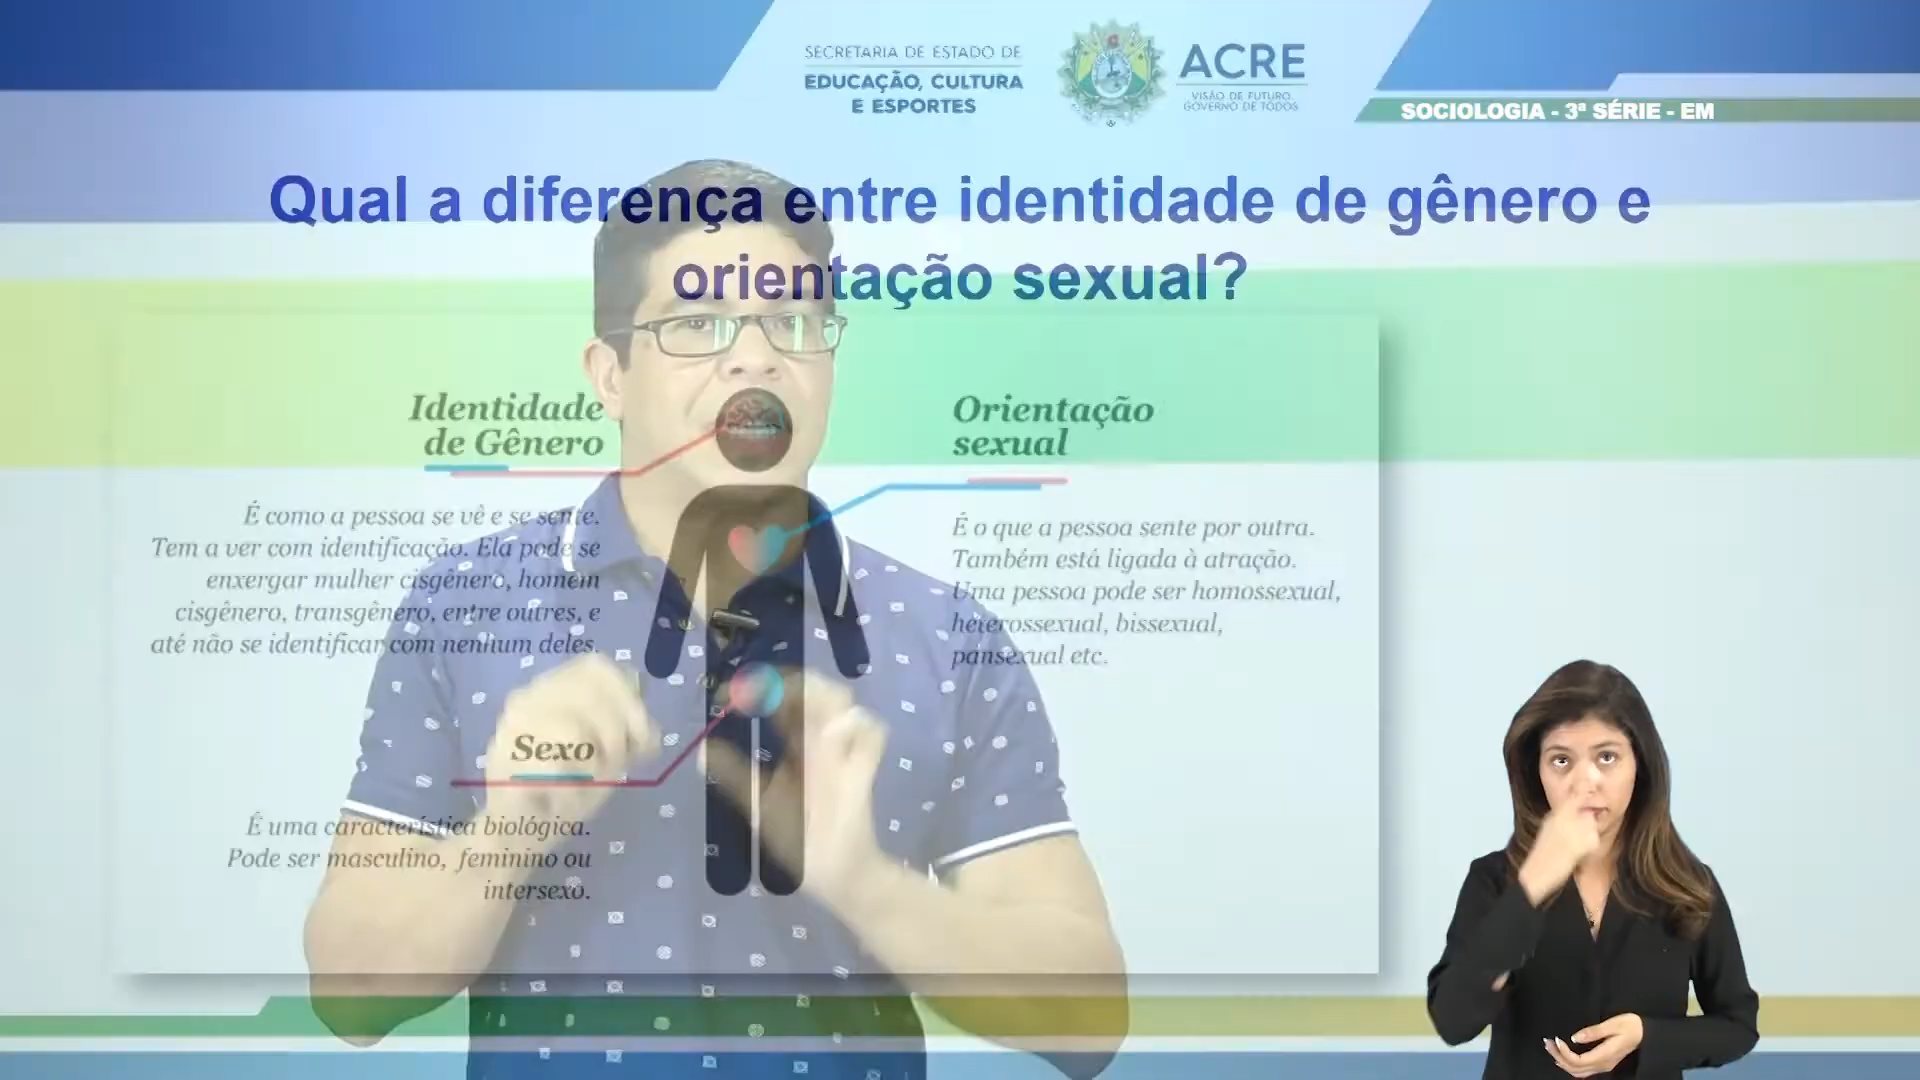 SECRETARIA DE ESTADO DE
EDUCAÇÃO, CULTURA
E ESPORTES
ACRE
VISÃO DE FUTURO
GOVERNO DE TODOS
SOCIOLOGIA - 3ª SÉRIE - EM
Qual a diferença entre identidade de gênero e
orientação sexual?
Identidade
de Gênero
É como a pessoa se vê e se sente.
Tem a ver com identificação. Ela pode se
enxergar mulher cisgênero, homem
cisgênero, transgênero, entre outres, e
até não se identificar com nenhum deles.
Orientação
sexual
É o que a pessoa sente por outra.
Também está ligada à atração.
Uma pessoa pode ser homossexual,
heterossexual, bissexual,
pansexual etc.
Sexo
É uma característica biológica.
Pode ser masculino, feminino ou
intersexo.